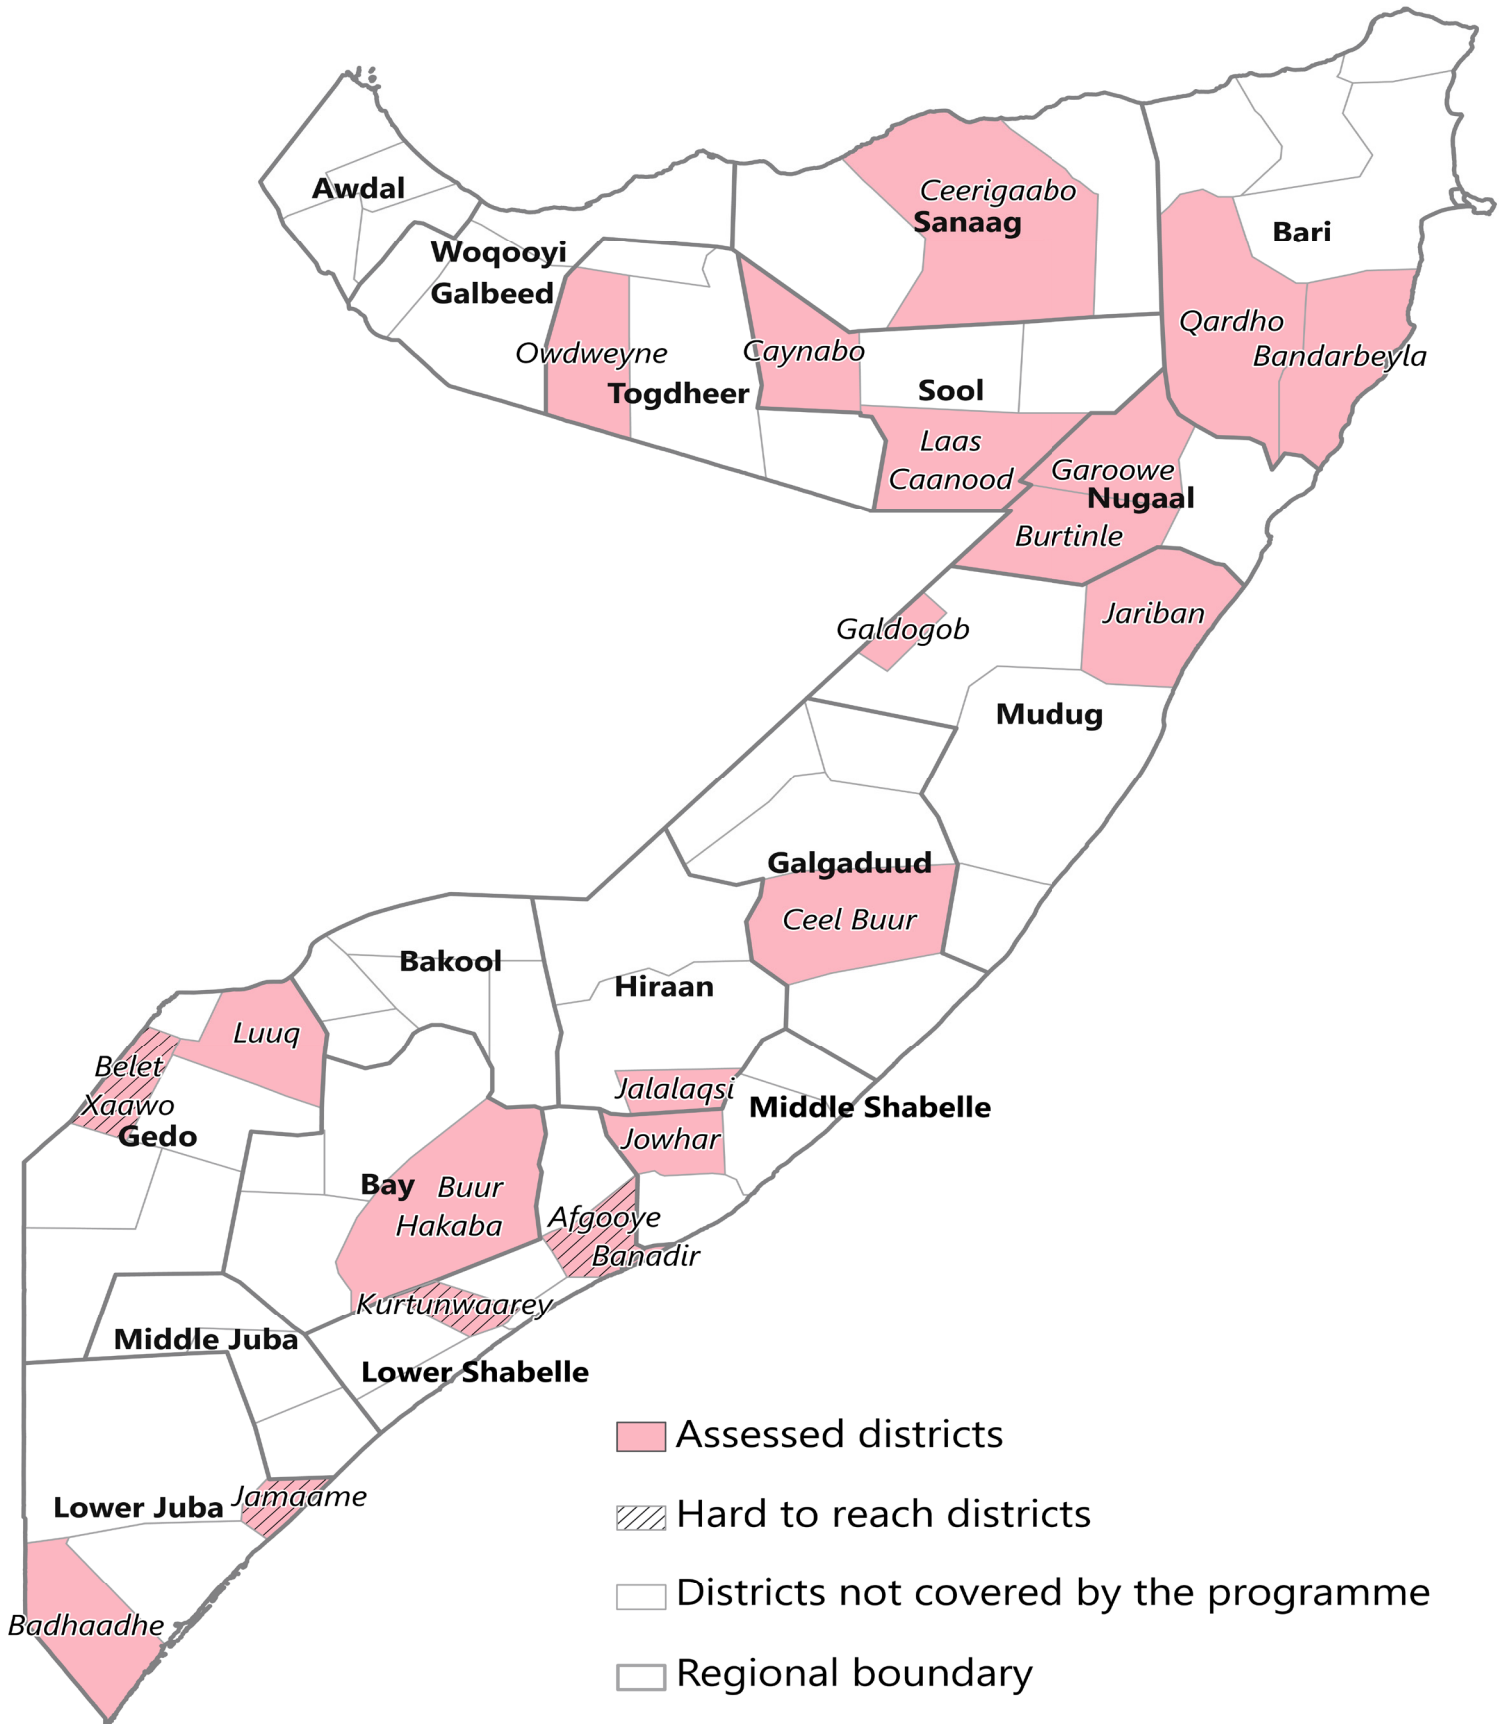 Awdal
Woqooyi
Galbeed
Ceerigaabo
Sanaag
Bari
Owdweyne
Togdheer
Caynabo
Sool
Qardho
Bandarbeyla
Laas
Caanood
Garoowe
Nugaal
Burtinle
Galdogob
Jariban
Mudug
Galgaduud
Ceel Buur
Bakool
Hiraan
Luuq
Belet
Xaawo
Gedo
Jalalaqsi
Middle Shabelle
Jowhar
Bay Buur
Hakaba
Afgooye
Banadir
Kurtunwaarey
Middle Juba
Lower Shabelle
Lower Juba
Jamaame
Badhaadhe
Assessed districts
Hard to reach districts
Districts not covered by the programme
Regional boundary